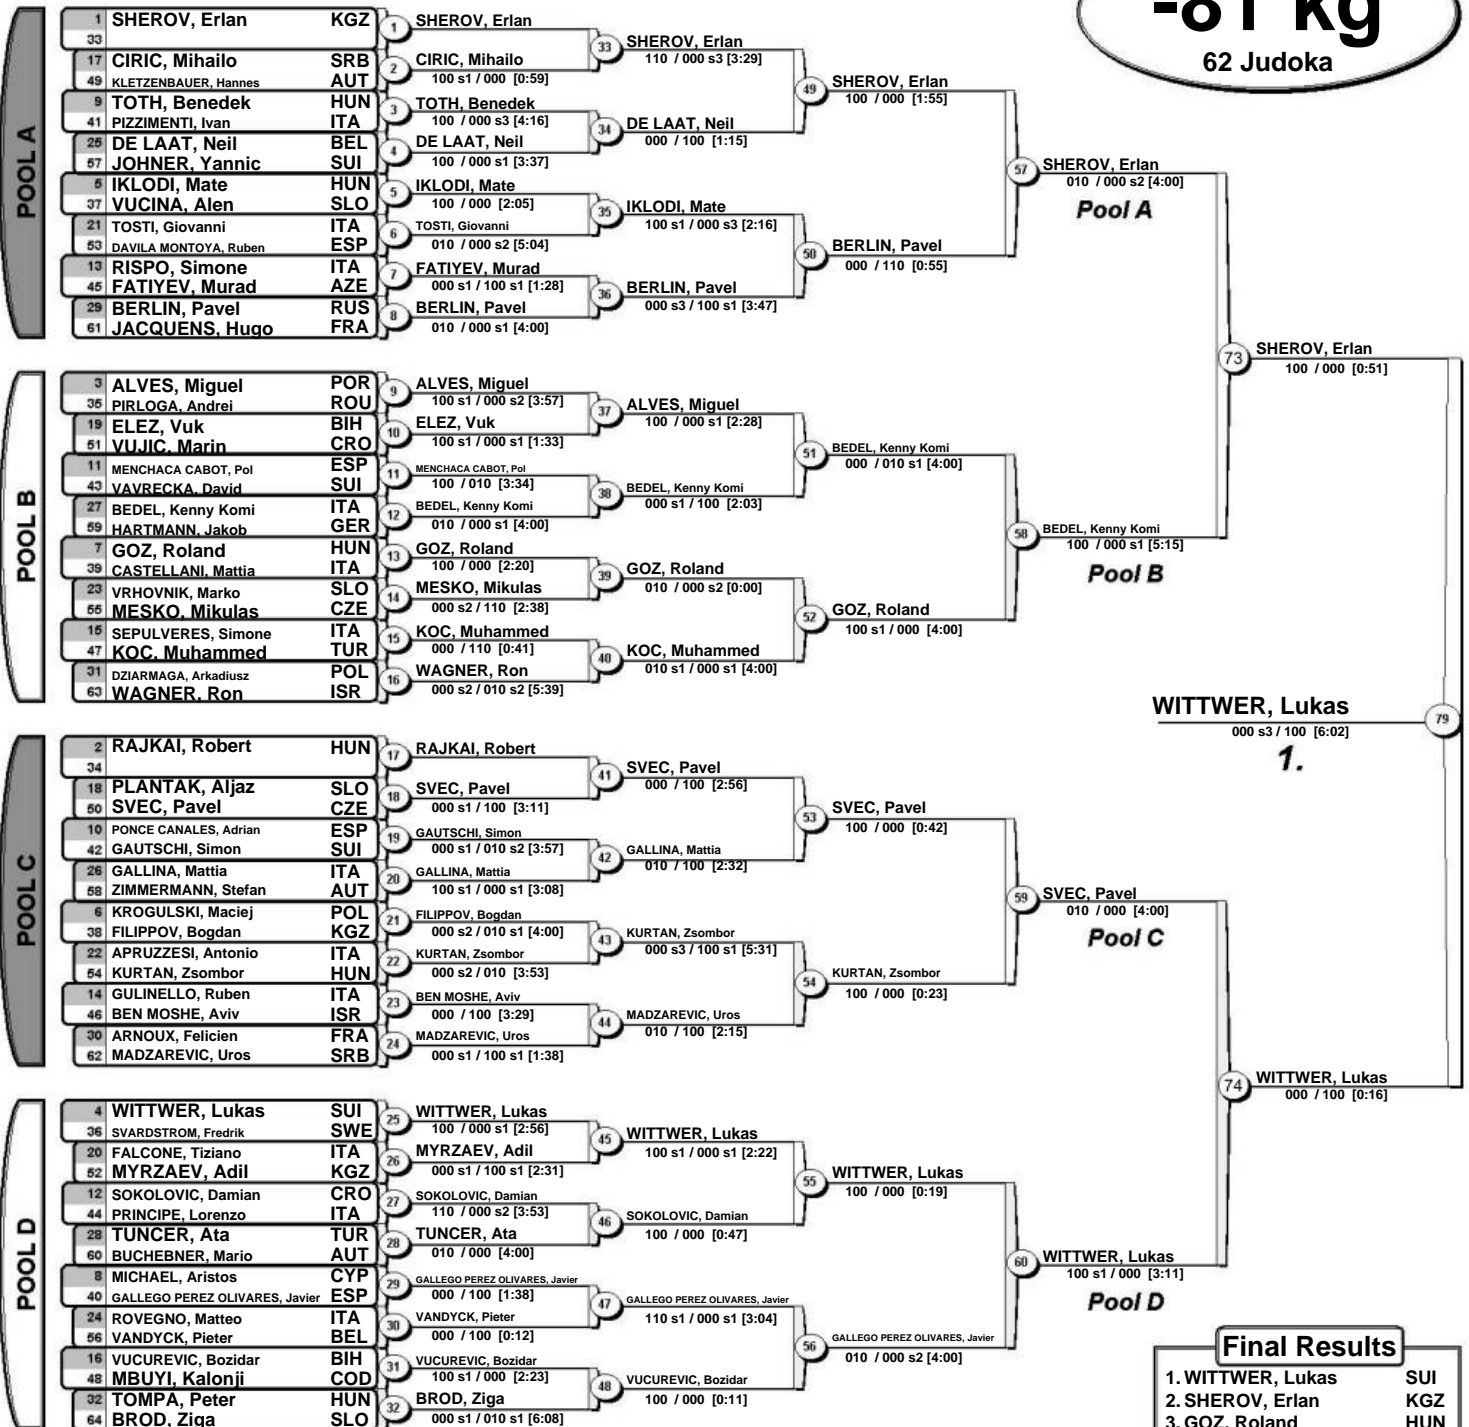 -81 kg
62 Judoka
POOL A
1 SHEROV, Erlan KGZ
33
17 CIRIC, Mihailo SRB
49 KLETZENBAUER, Hannes AUT
9 TOTH, Benedek HUN
41 PIZZIMENTI, Ivan ITA
25 DE LAAT, Neil BEL
57 JOHNER, Yannic SUI
5 IKLODI, Mate HUN
37 VUCINA, Alen SLO
21 TOSTI, Giovanni ITA
53 DAVILA MONTOYA, Ruben ESP
13 RISPO, Simone ITA
45 FATIYEV, Murad AZE
29 BERLIN, Pavel RUS
61 JACQUENS, Hugo FRA
1 SHEROV, Erlan
2 CIRIC, Mihailo
100 s1 / 000 [0:59]
3 TOTH, Benedek
100 / 000 s3 [4:16]
4 DE LAAT, Neil
100 / 000 s1 [3:37]
5 IKLODI, Mate
100 / 000 [2:05]
6 TOSTI, Giovanni
010 / 000 s2 [5:04]
7 FATIYEV, Murad
000 s1 / 100 s1 [1:28]
8 BERLIN, Pavel
010 / 000 s1 [4:00]
33 SHEROV, Erlan
110 / 000 s3 [3:29]
34 DE LAAT, Neil
000 / 100 [1:15]
35 IKLODI, Mate
100 s1 / 000 s3 [2:16]
36 BERLIN, Pavel
000 s3 / 100 s1 [3:47]
49 SHEROV, Erlan
100 / 000 [1:55]
50 BERLIN, Pavel
000 / 110 [0:55]
57 SHEROV, Erlan
010 / 000 s2 [4:00]
Pool A
POOL B
3 ALVES, Miguel POR
35 PIRLOGA, Andrei ROU
19 ELEZ, Vuk BIH
51 VUJIC, Marin CRO
11 MENCHACA CABOT, Pol ESP
43 VAVRECKA, David SUI
27 BEDEL, Kenny Komi ITA
59 HARTMANN, Jakob GER
7 GOZ, Roland HUN
39 CASTELLANI, Mattia ITA
23 VRHOVNIK, Marko SLO
55 MESKO, Mikulas CZE
15 SEPULVERES, Simone ITA
47 KOC, Muhammed TUR
31 DZIARMAGA, Arkadiusz POL
63 WAGNER, Ron ISR
9 ALVES, Miguel
100 s1 / 000 s2 [3:57]
10 ELEZ, Vuk
100 s1 / 000 s1 [1:33]
11 MENCHACA CABOT, Pol
100 / 010 [3:34]
12 BEDEL, Kenny Komi
010 / 000 s1 [4:00]
13 GOZ, Roland
100 / 000 [2:20]
14 MESKO, Mikulas
000 s2 / 110 [2:38]
15 KOC, Muhammed
000 / 110 [0:41]
16 WAGNER, Ron
000 s2 / 010 s2 [5:39]
37 ALVES, Miguel
100 / 000 s1 [2:28]
38 BEDEL, Kenny Komi
000 s1 / 100 [2:03]
39 GOZ, Roland
010 / 000 s2 [0:00]
40 KOC, Muhammed
010 s1 / 000 s1 [4:00]
51 BEDEL, Kenny Komi
000 / 010 s1 [4:00]
52 GOZ, Roland
100 s1 / 000 [4:00]
58 BEDEL, Kenny Komi
100 / 000 s1 [5:15]
Pool B
73 SHEROV, Erlan
100 / 000 [0:51]
WITTWER, Lukas 79
000 s3 / 100 [6:02]
1.
POOL C
2 RAJKAI, Robert HUN
34
18 PLANTAK, Aljaz SLO
50 SVEC, Pavel CZE
10 PONCE CANALES, Adrian ESP
42 GAUTSCHI, Simon SUI
26 GALLINA, Mattia ITA
58 ZIMMERMANN, Stefan AUT
6 KROGULSKI, Maciej POL
38 FILIPPOV, Bogdan KGZ
22 APRUZZESI, Antonio ITA
54 KURTAN, Zsombor HUN
14 GULINELLO, Ruben ITA
46 BEN MOSHE, Aviv ISR
30 ARNOUX, Felicien FRA
62 MADZAREVIC, Uros SRB
17 RAJKAI, Robert
18 SVEC, Pavel
000 s1 / 100 [3:11]
19 GAUTSCHI, Simon
000 s1 / 010 s2 [3:57]
20 GALLINA, Mattia
100 s1 / 000 s1 [3:08]
21 FILIPPOV, Bogdan
000 s2 / 010 s1 [4:00]
22 KURTAN, Zsombor
000 s2 / 010 [3:53]
23 BEN MOSHE, Aviv
000 / 100 [3:29]
24 MADZAREVIC, Uros
000 s1 / 100 s1 [1:38]
41 SVEC, Pavel
000 / 100 [2:56]
42 GALLINA, Mattia
010 / 100 [2:32]
43 KURTAN, Zsombor
000 s3 / 100 s1 [5:31]
44 MADZAREVIC, Uros
010 / 100 [2:15]
53 SVEC, Pavel
100 / 000 [0:42]
54 KURTAN, Zsombor
100 / 000 [0:23]
59 SVEC, Pavel
010 / 000 [4:00]
Pool C
POOL D
4 WITTWER, Lukas SUI
36 SVARDSTROM, Fredrik SWE
20 FALCONE, Tiziano ITA
52 MYRZAEV, Adil KGZ
12 SOKOLOVIC, Damian CRO
44 PRINCIPE, Lorenzo ITA
28 TUNCER, Ata TUR
60 BUCHEBNER, Mario AUT
8 MICHAEL, Aristos CYP
40 GALLEGO PEREZ OLIVARES, Javier ESP
24 ROVEGNO, Matteo ITA
56 VANDYCK, Pieter BEL
16 VUCUREVIC, Bozidar BIH
48 MBUYI, Kalonji COD
32 TOMPA, Peter HUN
64 BROD, Ziga SLO
25 WITTWER, Lukas
100 / 000 s1 [2:56]
26 MYRZAEV, Adil
000 s1 / 100 s1 [2:31]
27 SOKOLOVIC, Damian
110 / 000 s2 [3:53]
28 TUNCER, Ata
010 / 000 [4:00]
29 GALLEGO PEREZ OLIVARES, Javier
000 / 100 [1:38]
30 VANDYCK, Pieter
000 / 100 [0:12]
31 VUCUREVIC, Bozidar
100 s1 / 000 [2:23]
32 BROD, Ziga
000 s1 / 010 s1 [6:08]
45 WITTWER, Lukas
100 s1 / 000 s1 [2:22]
46 SOKOLOVIC, Damian
100 / 000 [0:47]
47 GALLEGO PEREZ OLIVARES, Javier
110 s1 / 000 s1 [3:04]
48 VUCUREVIC, Bozidar
100 / 000 [0:11]
55 WITTWER, Lukas
100 / 000 [0:19]
56 GALLEGO PEREZ OLIVARES, Javier
010 / 000 s2 [4:00]
60 WITTWER, Lukas
100 s1 / 000 [3:11]
Pool D
74 WITTWER, Lukas
000 / 100 [0:16]
Final Results
1. WITTWER, Lukas SUI
2. SHEROV, Erlan KGZ
3. GOZ, Roland HUN